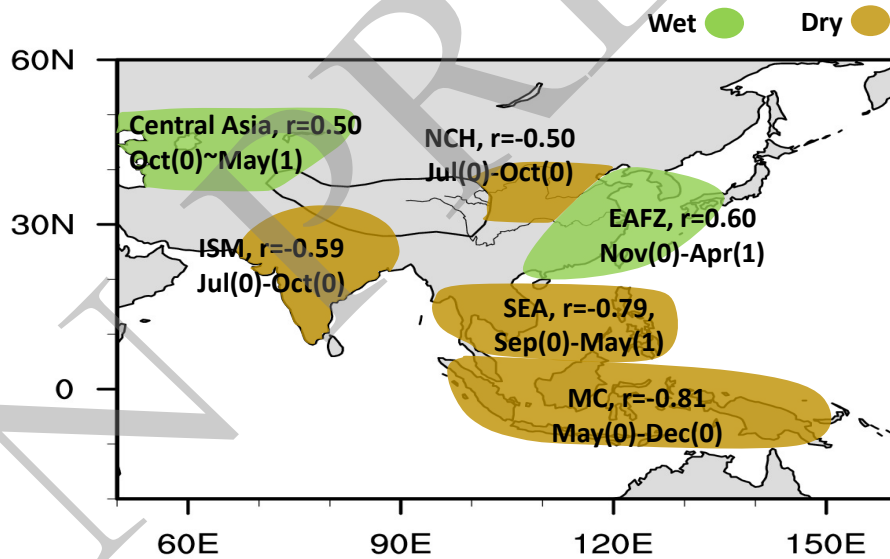 Wet Dry
60N
Central Asia, r=0.50
Oct(0)~May(1)
NCH, r=-0.50
Jul(0)-Oct(0)
30N
EAFZ, r=0.60
Nov(0)-Apr(1)
ISM, r=-0.59
Jul(0)-Oct(0)
SEA, r=-0.79,
Sep(0)-May(1)
0
MC, r=-0.81
May(0)-Dec(0)
60E 90E 120E 150E